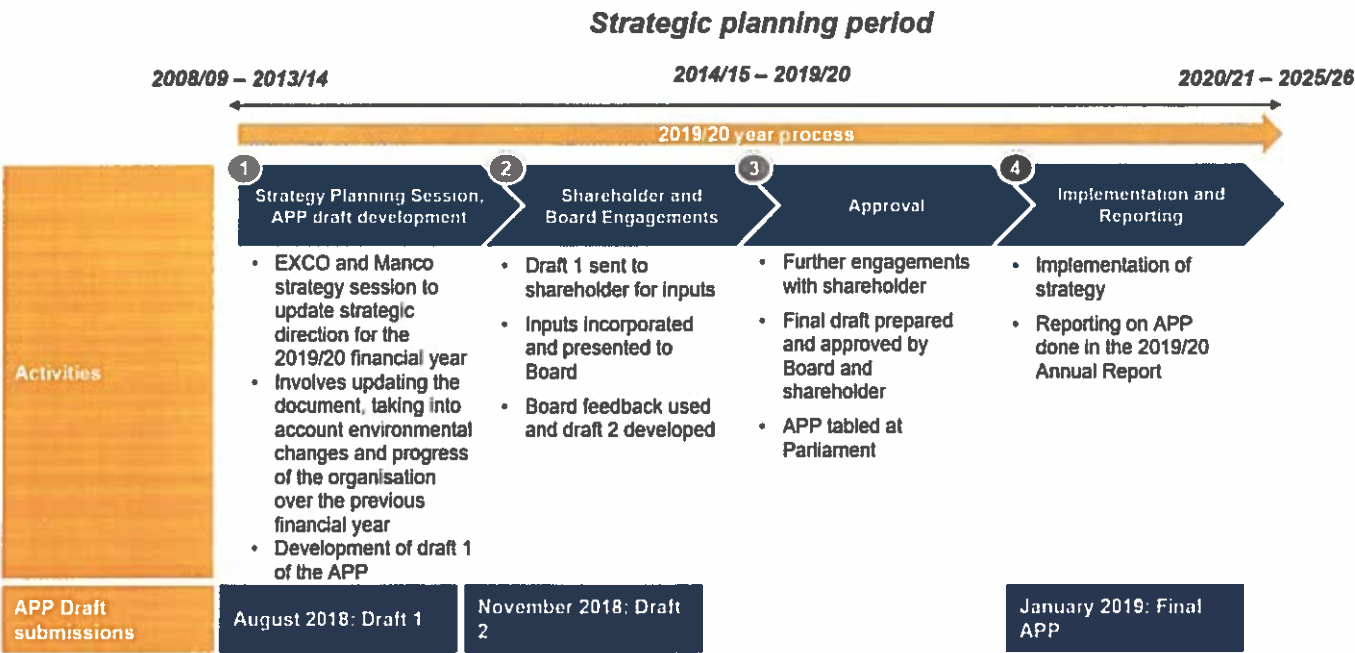 Strategic planning period
2008/09 – 2013/14
2014/15 – 2019/20
2020/21 – 2025/26
2019/20 year process
Activities
1
Strategy Planning Session,
APP draft development
• EXCO and Manco
strategy session to
update strategic
direction for the
2019/20 financial year
• Involves updating the
document, taking into
account environmental
changes and progress
of the organisation
over the previous
financial year
• Development of draft 1
of the APP
2
Shareholder and
Board Engagements
• Draft 1 sent to
shareholder for inputs
• Inputs incorporated
and presented to
Board
• Board feedback used
and draft 2 developed
3
Approval
• Further engagements
with shareholder
• Final draft prepared
and approved by
Board and
shareholder
• APP tabled at
Parliament
4
Implementation and
Reporting
• Implementation of
strategy
• Reporting on APP
done in the 2019/20
Annual Report
APP Draft
submissions
August 2018: Draft 1
November 2018: Draft
2
January 2019: Final
APP